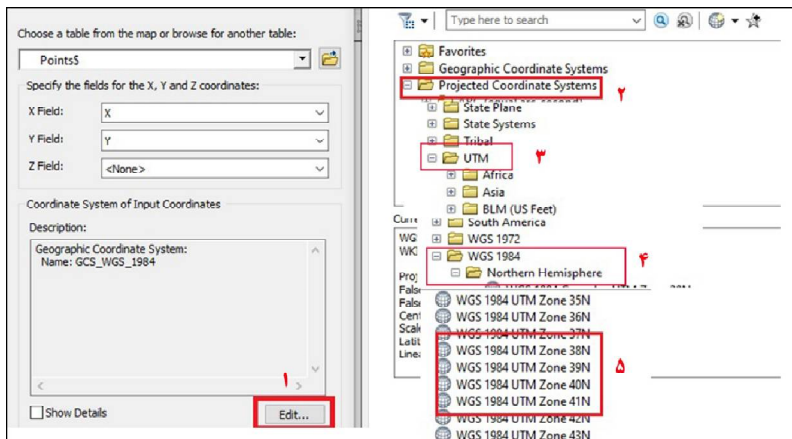 Choose a table from the map or browse for another table:
Points$
Specify the fields for the X, Y and Z coordinates:
X Field:
X
Y Field:
Y
Z Field:
<None>
Coordinate System of Input Coordinates
Description:
Geographic Coordinate System:
Name: GCS_WGS_1984
۱
Show Details
Edit...
Type here to search
Favorites
Geographic Coordinate Systems
Projected Coordinate Systems
۲
State Plane
State Systems
Tribal
UTM
۳
Africa
Asia
BLM (US Feet)
South America
WGS 1972
WGS 1984
۴
Northern Hemisphere
WGS 1984 UTM Zone 35N
WGS 1984 UTM Zone 36N
WGS 1984 UTM Zone 37N
WGS 1984 UTM Zone 38N
WGS 1984 UTM Zone 39N
۵
WGS 1984 UTM Zone 40N
WGS 1984 UTM Zone 41N
WGS 1984 UTM Zone 42N
WGS 1984 UTM Zone 43N